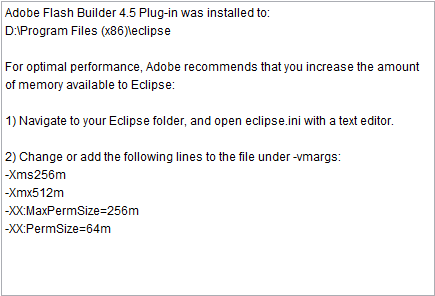 Adobe Flash Builder 4.5 Plug-in was installed to:
D:\Program Files (x86)\eclipse
For optimal performance, Adobe recommends that you increase the amount
of memory available to Eclipse:
1) Navigate to your Eclipse folder, and open eclipse.ini with a text editor.
2) Change or add the following lines to the file under -vmargs:
-Xms256m
-Xmx512m
-XX:MaxPermSize=256m
-XX:PermSize=64m